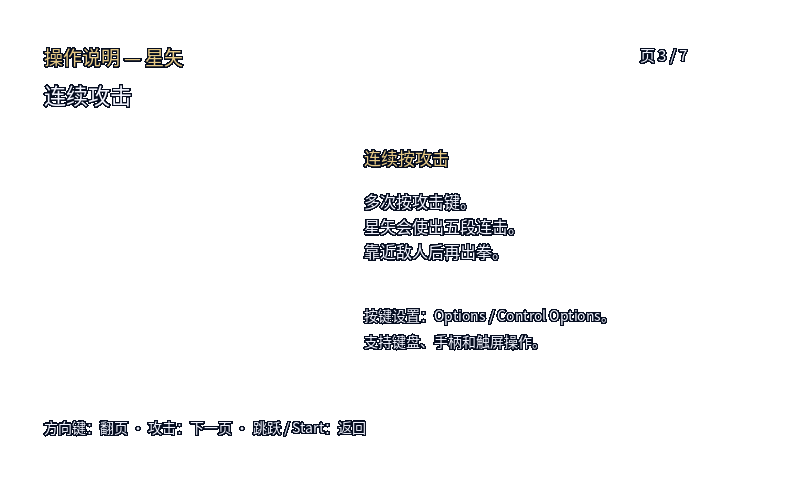 操作说明 — 星矢
页 3 / 7
连续攻击
连续按攻击
多次按攻击键。
星矢会使出五段连击。
靠近敌人后再出拳。
按键设置：Options / Control Options。
支持键盘、手柄和触屏操作。
方向键：翻页 · 攻击：下一页 · 跳跃 / Start：返回